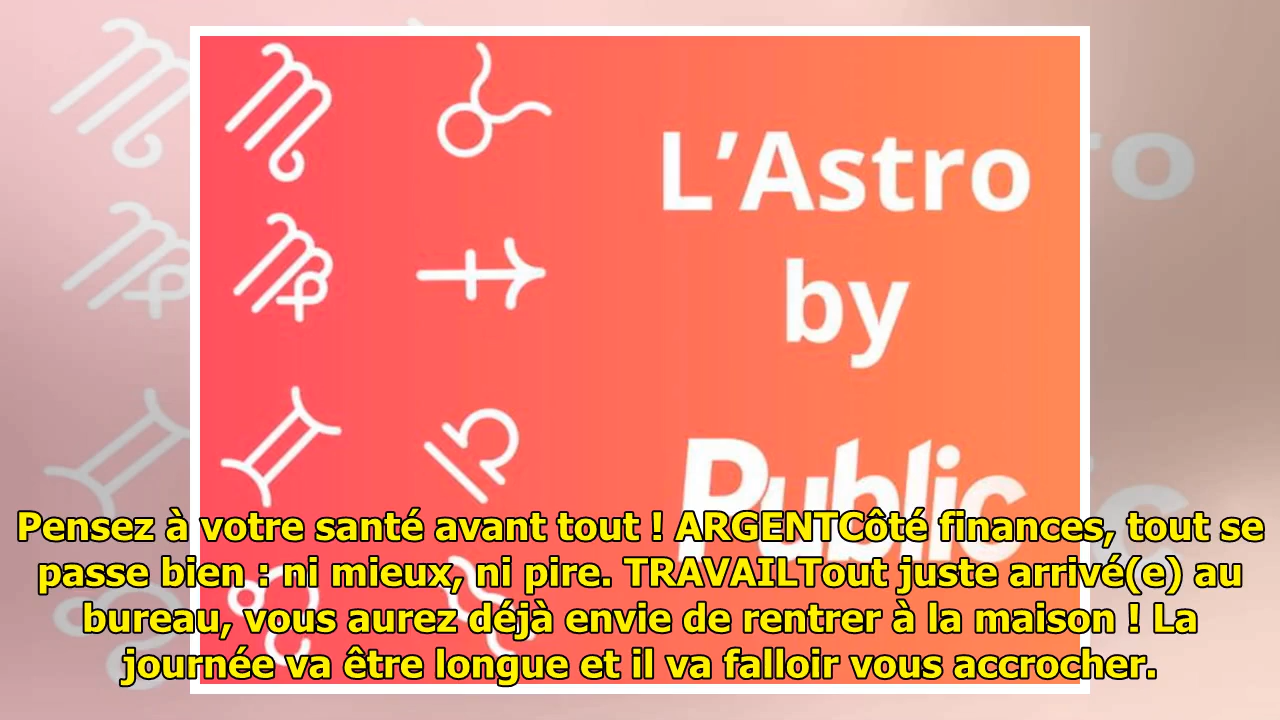 L’Astro
by
Public
Pensez à votre santé avant tout ! ARGENTCôté finances, tout se
passe bien : ni mieux, ni pire. TRAVAILTout juste arrivé(e) au
bureau, vous aurez déjà envie de rentrer à la maison ! La
journée va être longue et il va falloir vous accrocher.